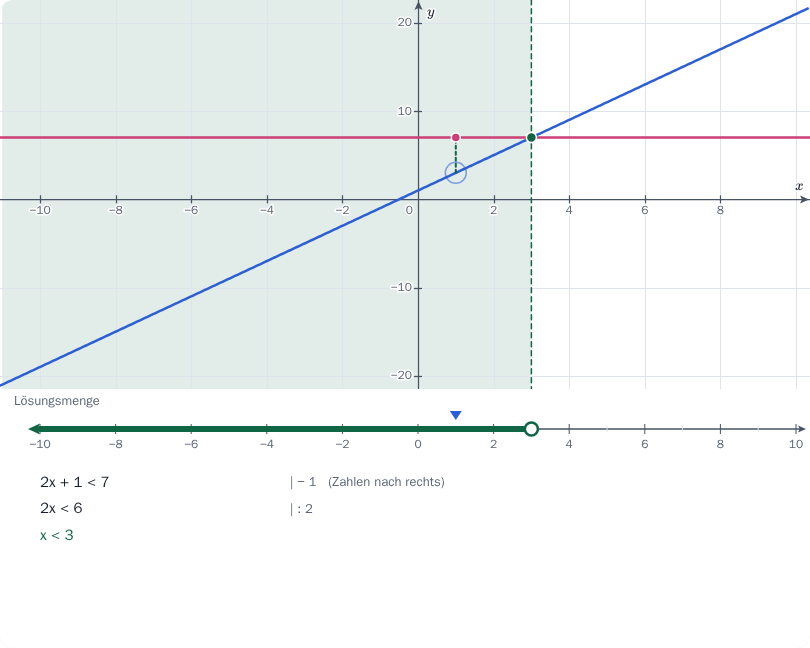 y
20
10
x
−10 −8 −6 −4 −2 0 2 4 6 8
−10
−20
Lösungsmenge
−10 −8 −6 −4 −2 0 2 4 6 8 10
2x + 1 < 7 | − 1 (Zahlen nach rechts)
2x < 6 | : 2
x < 3